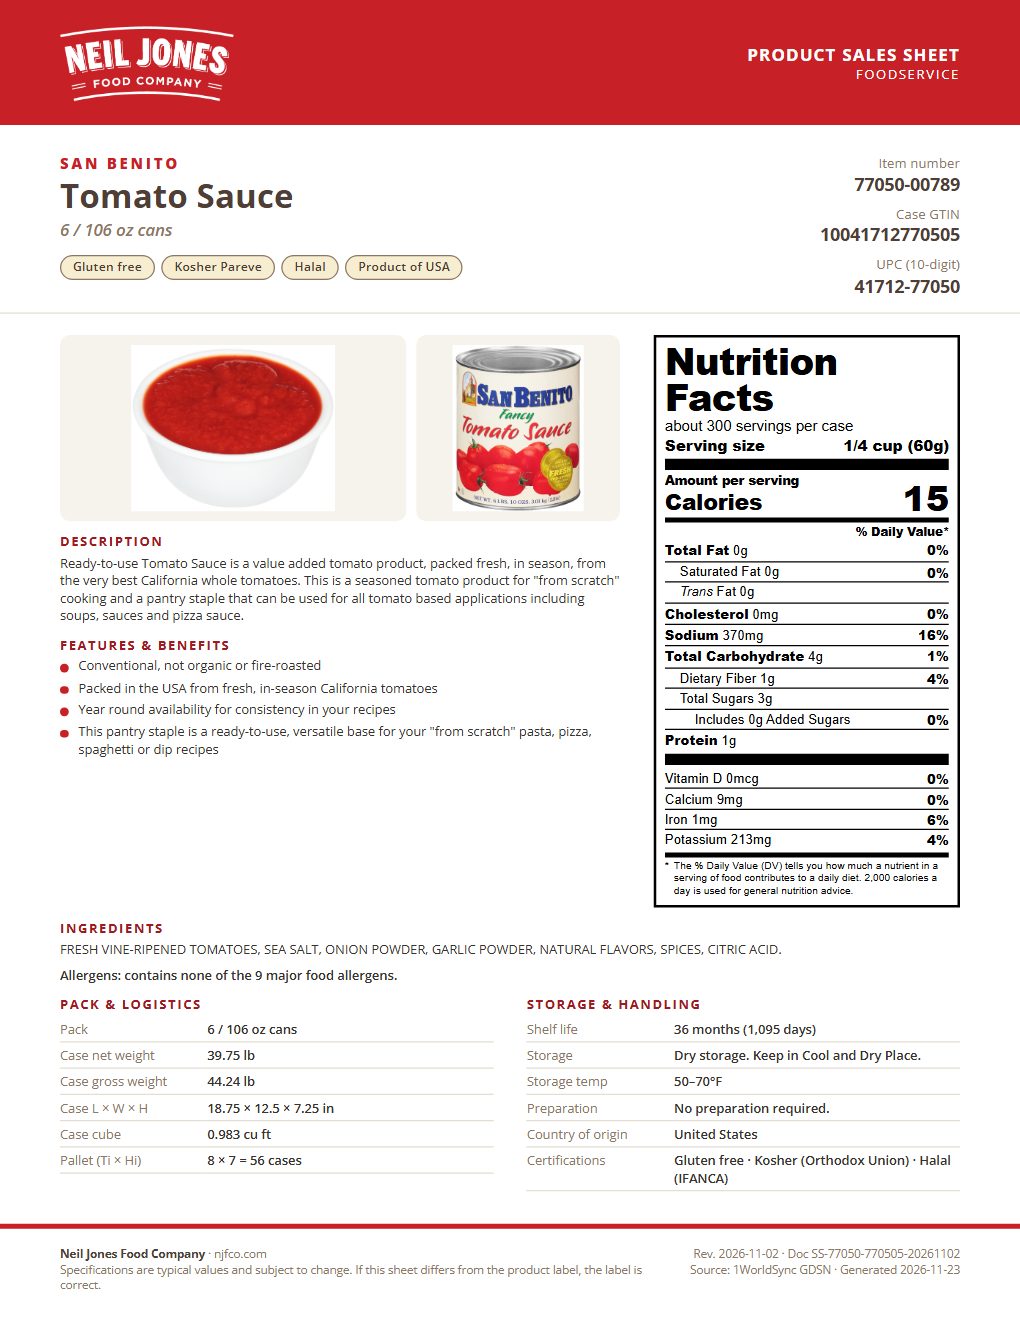 NEIL JONES
FOOD COMPANY
PRODUCT SALES SHEET
FOODSERVICE
SAN BENITO
Tomato Sauce
6 / 106 oz cans
Gluten free
Kosher Pareve
Halal
Product of USA
Item number
77050-00789
Case GTIN
10041712770505
UPC (10-digit)
41712-77050
SAN BENITO
Fancy
Tomato Sauce
FRESH
NET WT. 6 LBS. 10 OZS.
DESCRIPTION
Ready-to-use Tomato Sauce is a value added tomato product, packed fresh, in season, from
the very best California whole tomatoes. This is a seasoned tomato product for "from scratch"
cooking and a pantry staple that can be used for all tomato based applications including
soups, sauces and pizza sauce.
FEATURES & BENEFITS
Conventional, not organic or fire-roasted
Packed in the USA from fresh, in-season California tomatoes
Year round availability for consistency in your recipes
This pantry staple is a ready-to-use, versatile base for your "from scratch" pasta, pizza,
spaghetti or dip recipes
Nutrition
Facts
about 300 servings per case
Serving size 1/4 cup (60g)
Amount per serving
Calories 15
% Daily Value*
Total Fat 0g 0%
Saturated Fat 0g 0%
Trans Fat 0g
Cholesterol 0mg 0%
Sodium 370mg 16%
Total Carbohydrate 4g 1%
Dietary Fiber 1g 4%
Total Sugars 3g
Includes 0g Added Sugars 0%
Protein 1g
Vitamin D 0mcg 0%
Calcium 9mg 0%
Iron 1mg 6%
Potassium 213mg 4%
* The % Daily Value (DV) tells you how much a nutrient in a
serving of food contributes to a daily diet. 2,000 calories a
day is used for general nutrition advice.
INGREDIENTS
FRESH VINE-RIPENED TOMATOES, SEA SALT, ONION POWDER, GARLIC POWDER, NATURAL FLAVORS, SPICES, CITRIC ACID.
Allergens: contains none of the 9 major food allergens.
PACK & LOGISTICS
Pack 6 / 106 oz cans
Case net weight 39.75 lb
Case gross weight 44.24 lb
Case L × W × H 18.75 × 12.5 × 7.25 in
Case cube 0.983 cu ft
Pallet (Ti × Hi) 8 × 7 = 56 cases
STORAGE & HANDLING
Shelf life 36 months (1,095 days)
Storage Dry storage. Keep in Cool and Dry Place.
Storage temp 50–70°F
Preparation No preparation required.
Country of origin United States
Certifications Gluten free · Kosher (Orthodox Union) · Halal
(IFANCA)
Neil Jones Food Company · njfco.com
Specifications are typical values and subject to change. If this sheet differs from the product label, the label is
correct.
Rev. 2026-11-02 · Doc SS-77050-770505-20261102
Source: 1WorldSync GDSN · Generated 2026-11-23